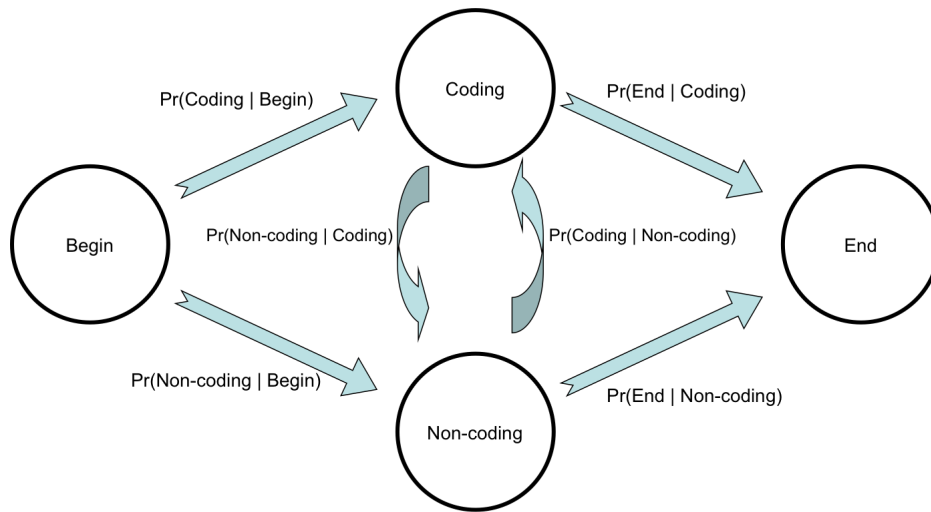 Coding
Pr(Coding | Begin)
Pr(End | Coding)
Begin
Pr(Non-coding | Coding)
Pr(Coding | Non-coding)
End
Pr(Non-coding | Begin)
Pr(End | Non-coding)
Non-coding